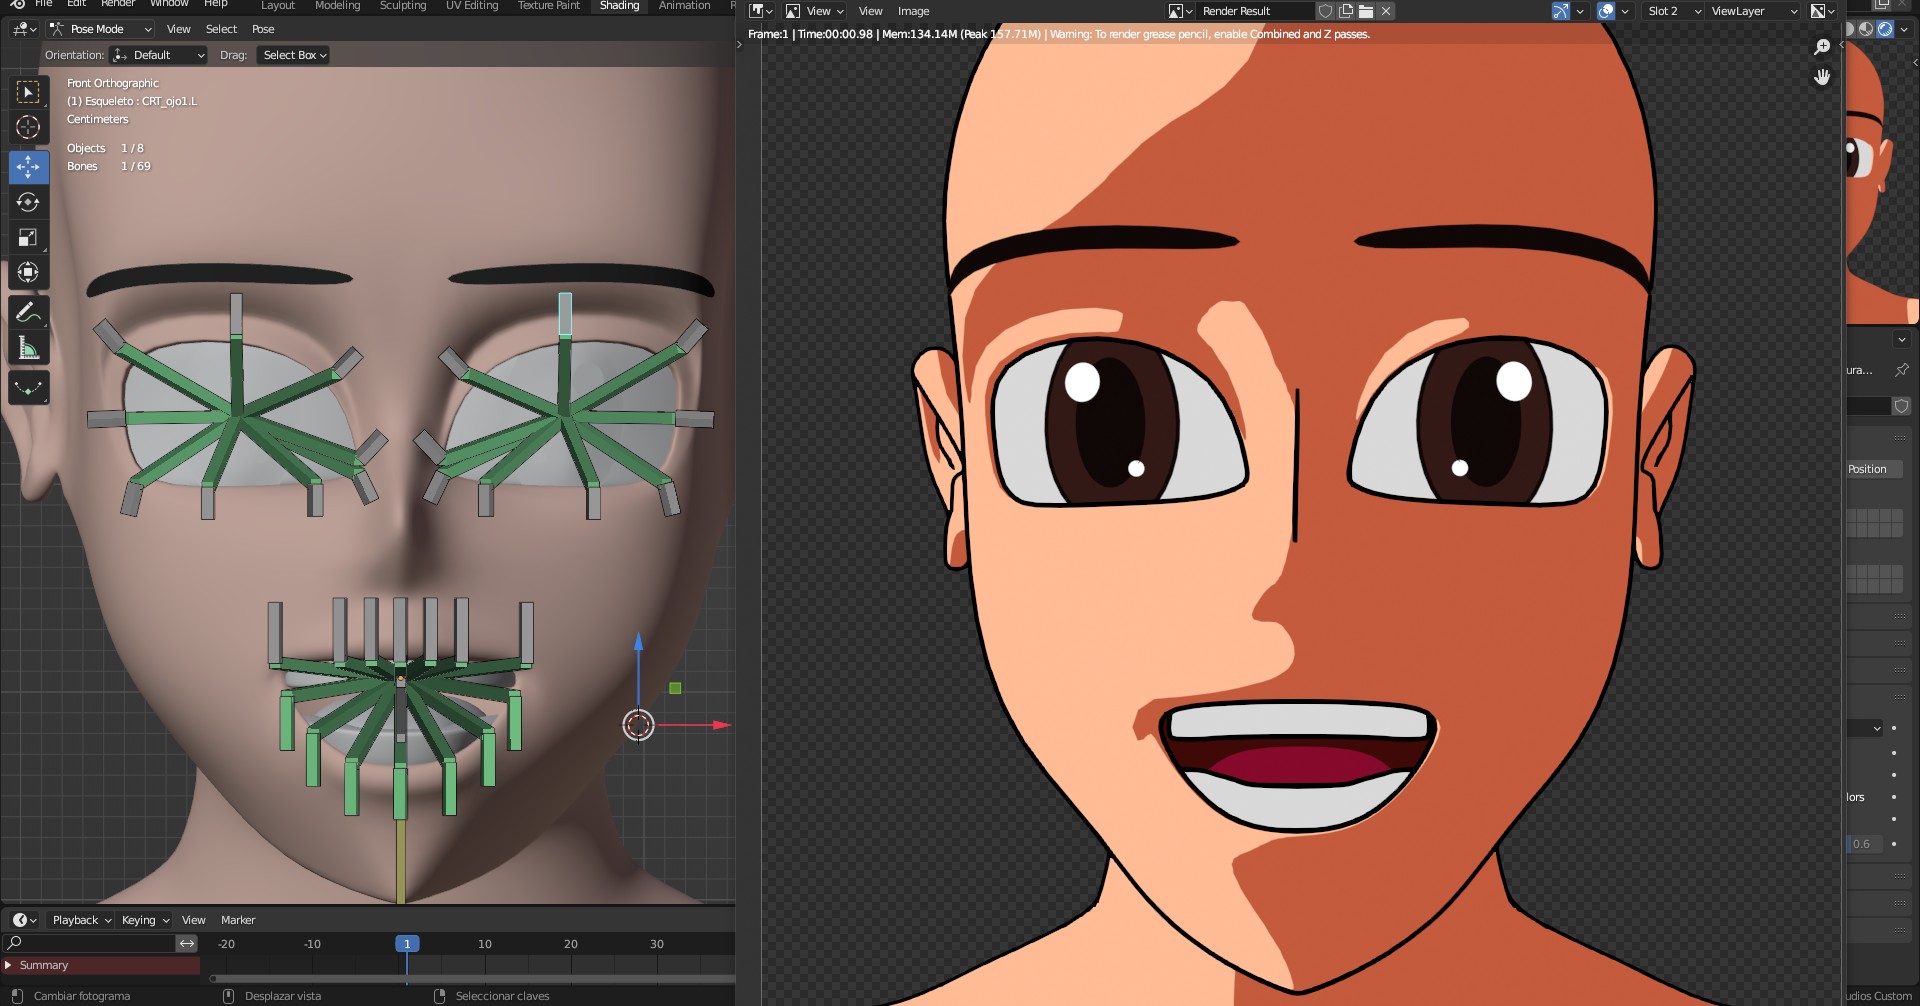 File Edit Render Window Help Layout Modeling Sculpting UV Editing Texture Paint Shading Animation
Pose Mode View Select Pose
Orientation: Default Drag: Select Box
Front Orthographic
(1) Esqueleto : CRT_ojo1.L
Centimeters
Objects 1 / 8
Bones 1 / 69
View View Image Render Result Slot 2 ViewLayer
Frame:1 | Time:00:00.98 | Mem:134.14M (Peak 157.71M) | Warning: To render grease pencil, enable Combined and Z passes.
ura...
Position
lors
0.6
Playback Keying View Marker
-20 -10 1 10 20 30
Summary
Cambiar fotograma Desplazar vista Seleccionar claves
udios Custom